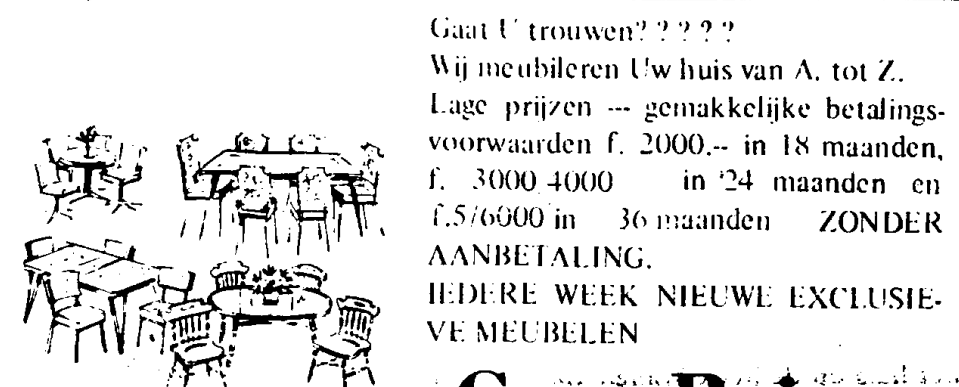 Gaat U trouwen? ? ? ? ?
Wij meubileren Uw huis van A. tot Z.
Lage prijzen --- gemakkelijke betalings-
voorwaarden f. 2000.-- in 18 maanden,
f. 3000 4000 in 24 maanden en
f.5/6000 in 36 maanden ZONDER
AANBETALING.
IEDERE WEEK NIEUWE EXCLUSIE-
VE MEUBELEN